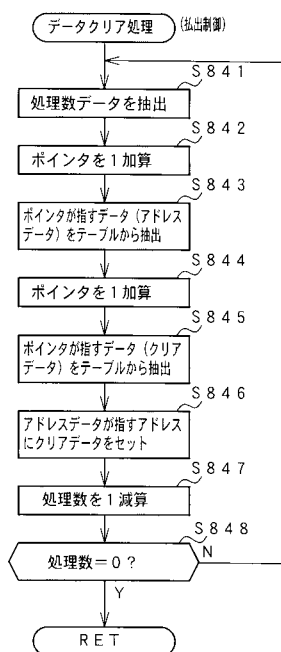 データクリア処理 (払出制御)
S841
処理数データを抽出
S842
ポインタを1加算
S843
ポインタが指すデータ(アドレス
データ)をテーブルから抽出
S844
ポインタを1加算
S845
ポインタが指すデータ(クリア
データ)をテーブルから抽出
S846
アドレスデータが指すアドレス
にクリアデータをセット
S847
処理数を1減算
S848
処理数=0? N
Y
RET